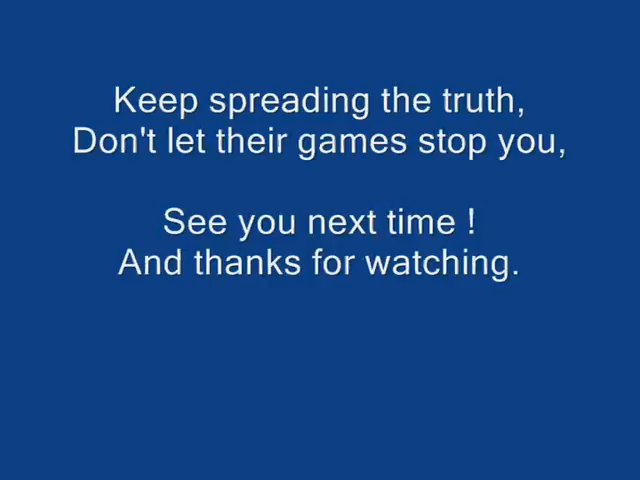 Keep spreading the truth,
Don't let their games stop you,
See you next time !
And thanks for watching.